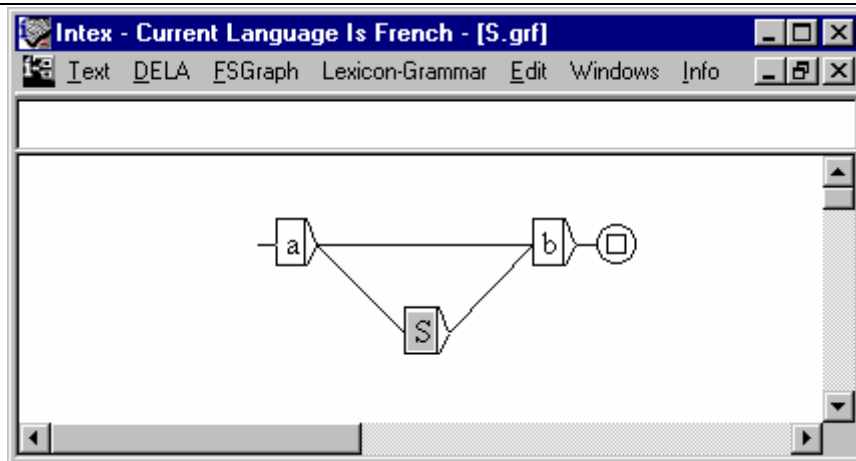 Intex - Current Language Is French - [S.grf]
Text DELA FSGraph Lexicon-Grammar Edit Windows Info
a b
S